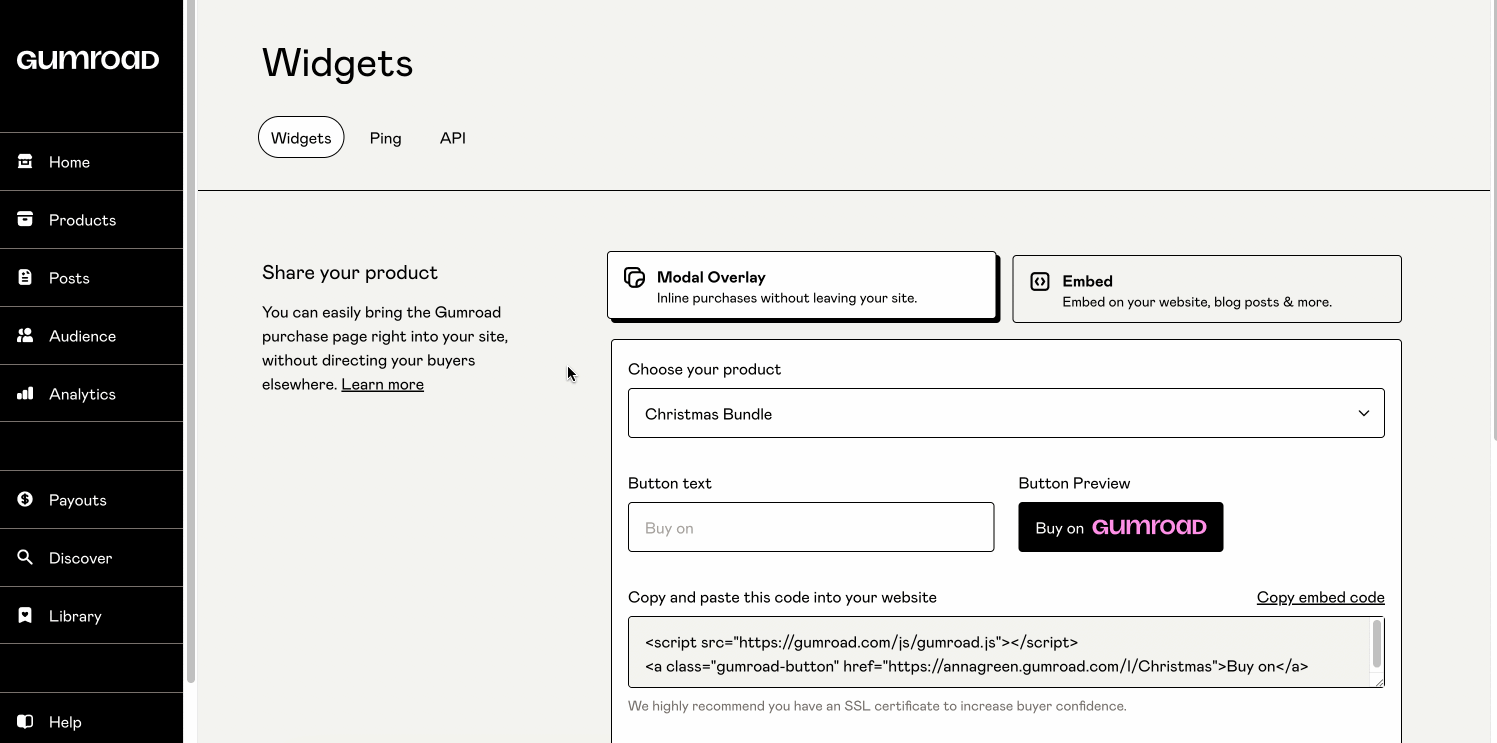 GUMROAD
Home
Products
Posts
Audience
Analytics
Payouts
Discover
Library
Help
Widgets
Widgets
Ping
API
Share your product
You can easily bring the Gumroad
purchase page right into your site,
without directing your buyers
elsewhere. Learn more
Modal Overlay
Inline purchases without leaving your site.
Embed
Embed on your website, blog posts & more.
Choose your product
Christmas Bundle
Button text
Buy on
Button Preview
Buy on GUMROAD
Copy and paste this code into your website
Copy embed code
<script src="https://gumroad.com/js/gumroad.js"></script>
<a class="gumroad-button" href="https://annagreen.gumroad.com/l/Christmas">Buy on</a>
We highly recommend you have an SSL certificate to increase buyer confidence.